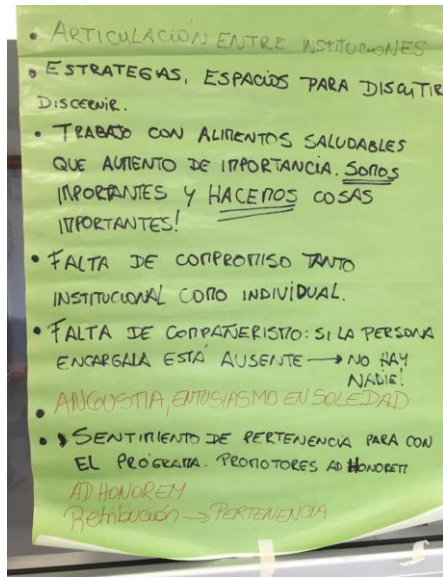 • ARTICULACIÓN ENTRE INSTITUCIONES
• ESTRATEGIAS, ESPACIOS PARA DISCUTIR
DISCERNIR.
• TRABAJO CON ALIMENTOS SALUDABLES
QUE AUMENTO DE IMPORTANCIA. SOMOS
IMPORTANTES Y HACEMOS COSAS
IMPORTANTES!
• FALTA DE COMPROMISO TANTO
INSTITUCIONAL COMO INDIVIDUAL.
• FALTA DE COMPAÑERISMO: SI LA PERSONA
ENCARGADA ESTÁ AUSENTE → NO HAY
NADIE!
• ANGUSTIA, ENTUSIASMO EN SOLEDAD
• SENTIMIENTO DE PERTENENCIA PARA CON
EL PROGRAMA. PROMOTORES AD HONOREM
AD HONOREM
Retribución → PERTENENCIA